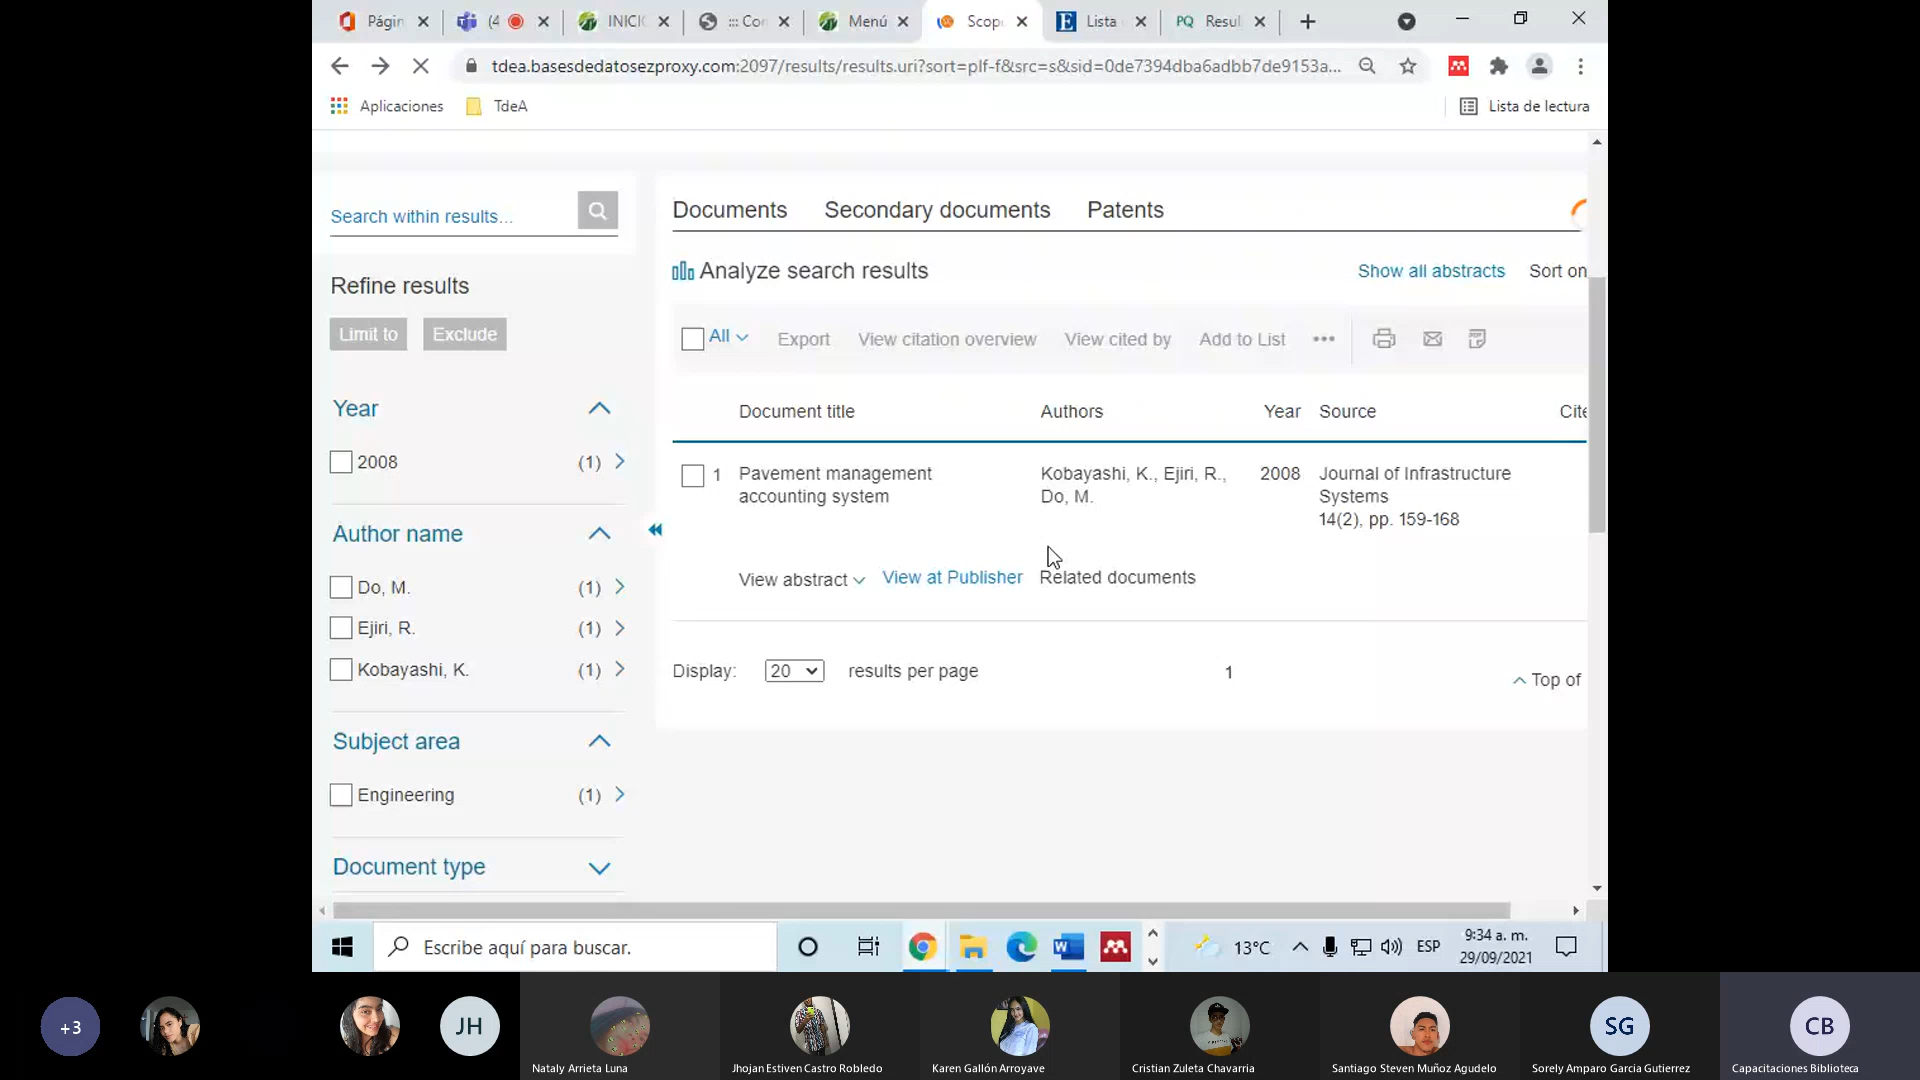 Págin
(4
INICI
::: Cor
Menú
Scop
E Lista
PQ Resul
tdea.basesdedatosezproxy.com:2097/results/results.uri?sort=plf-f&src=s&sid=0de7394dba6adbb7de9153a...
Aplicaciones
TdeA
Lista de lectura
Search within results...
Documents
Secondary documents
Patents
Refine results
Analyze search results
Show all abstracts
Sort on
Limit to
Exclude
All
Export
View citation overview
View cited by
Add to List
Year
Document title
Authors
Year
Source
Cite
2008 (1)
1
Pavement management
accounting system
Kobayashi, K., Ejiri, R.,
Do, M.
2008
Journal of Infrastructure
Systems
14(2), pp. 159-168
Author name
View abstract
View at Publisher
Related documents
Do, M. (1)
Ejiri, R. (1)
Kobayashi, K. (1)
Display: 20 results per page
1
Top of
Subject area
Engineering (1)
Document type
Escribe aquí para buscar.
13°C
ESP
9:34 a. m.
29/09/2021
+3
JH
SG
CB
Nataly Arrieta Luna
Jhojan Estiven Castro Robledo
Karen Gallón Arroyave
Cristian Zuleta Chavarria
Santiago Steven Muñoz Agudelo
Sorely Amparo Garcia Gutierrez
Capacitaciones Biblioteca